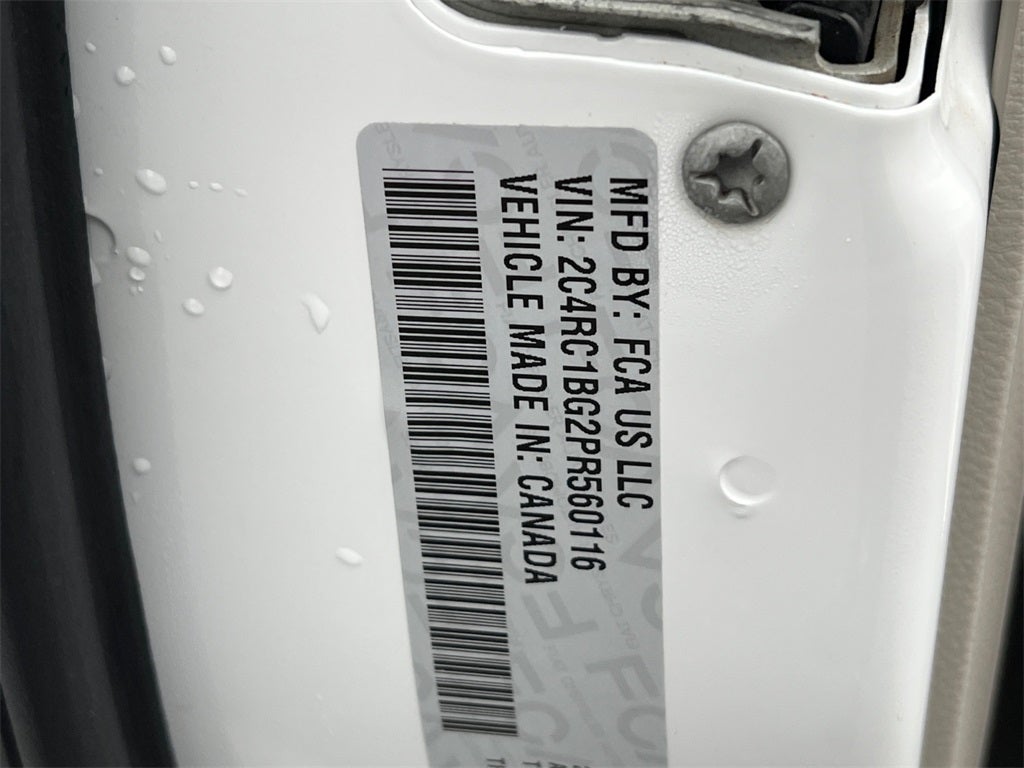 MFD BY: FCA US LLC
VIN: 2C4RC1BG2PR560116
VEHICLE MADE IN: CANADA